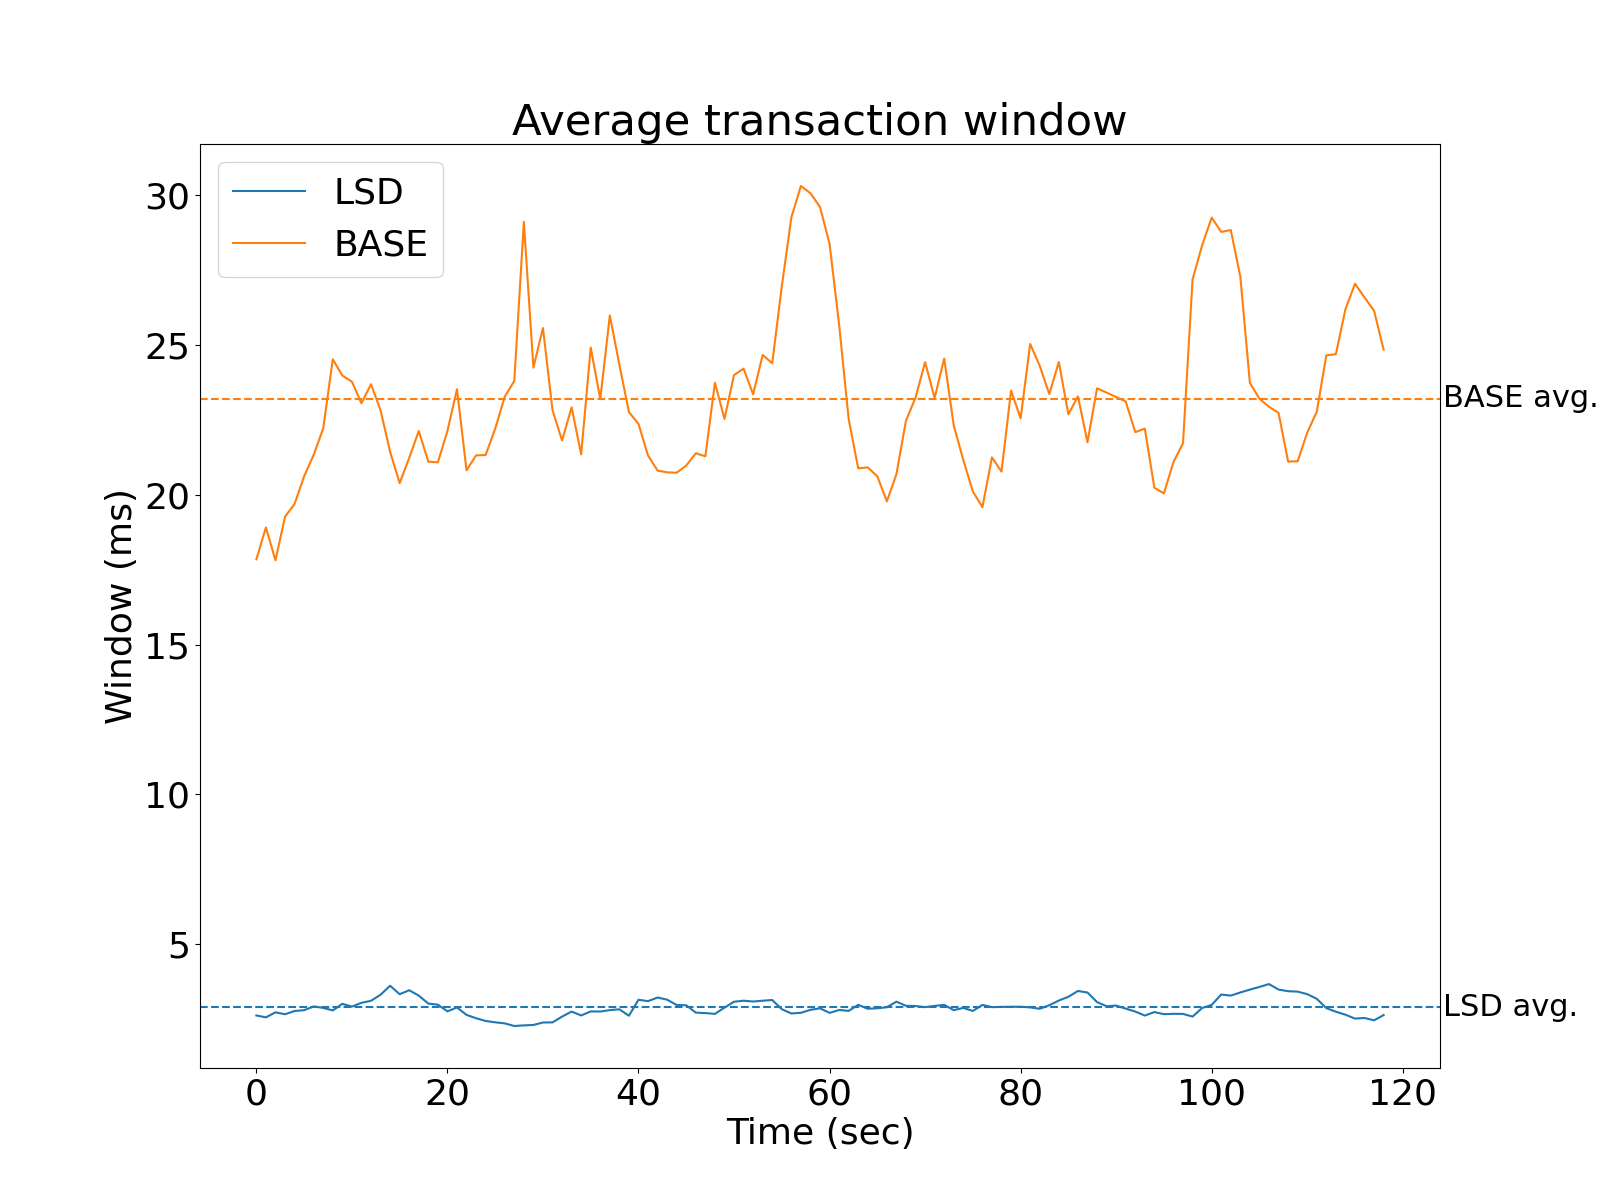 Average transaction window
LSD
BASE
30
25
20
15
10
5
Window (ms)
BASE avg.
LSD avg.
0 20 40 60 80 100 120
Time (sec)